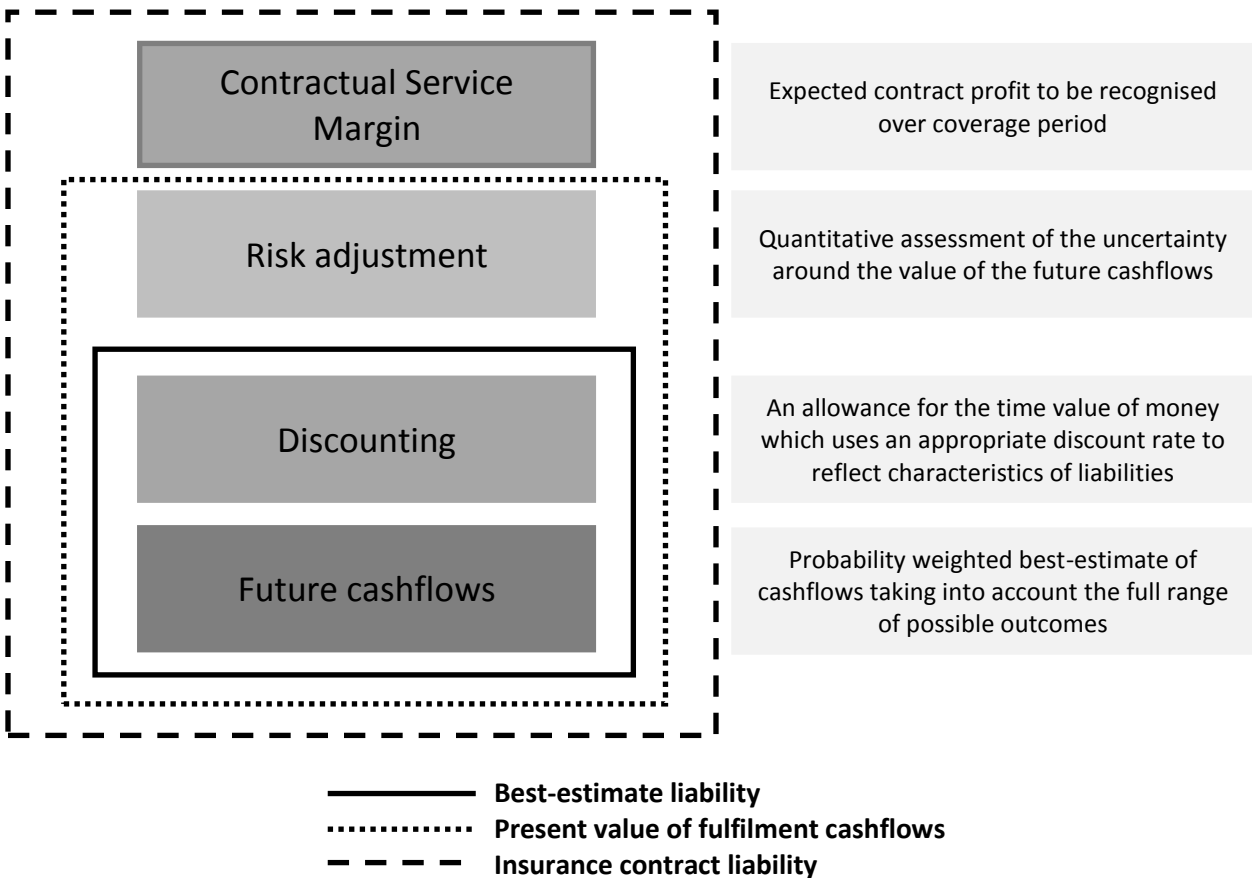 Contractual Service
Margin
Expected contract profit to be recognised
over coverage period
Risk adjustment
Quantitative assessment of the uncertainty
around the value of the future cashflows
Discounting
An allowance for the time value of money
which uses an appropriate discount rate to
reflect characteristics of liabilities
Future cashflows
Probability weighted best-estimate of
cashflows taking into account the full range
of possible outcomes
Best-estimate liability
Present value of fulfilment cashflows
Insurance contract liability